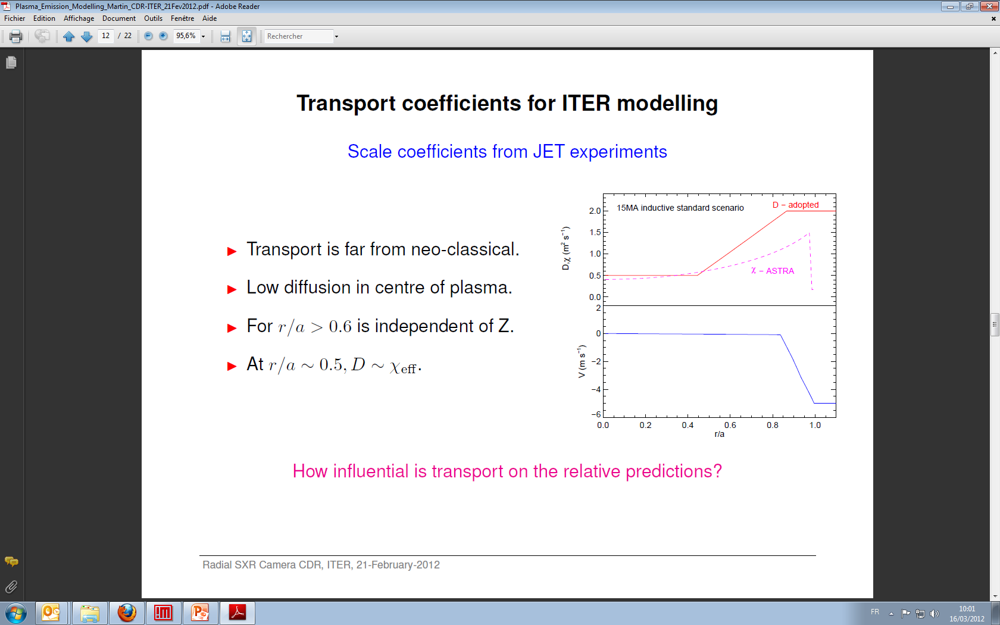 Plasma_Emission_Modelling_Martin_CDR-ITER_21Fev2012.pdf - Adobe Reader
Fichier Edition Affichage Document Outils Fenêtre Aide
12 / 22 95,6% Rechercher
Transport coefficients for ITER modelling
Scale coefficients from JET experiments
▶ Transport is far from neo-classical.
▶ Low diffusion in centre of plasma.
▶ For r/a > 0.6 is independent of Z.
▶ At r/a ∼ 0.5, D ∼ χeff.
15MA inductive standard scenario
D − adopted
χ − ASTRA
D,χ (m² s⁻¹)
2.0
1.5
1.0
0.5
0.0
V (m s⁻¹)
2
0
−2
−4
−6
0.0 0.2 0.4 0.6 0.8 1.0
r/a
How influential is transport on the relative predictions?
Radial SXR Camera CDR, ITER, 21-February-2012
FR
10:01
16/03/2012